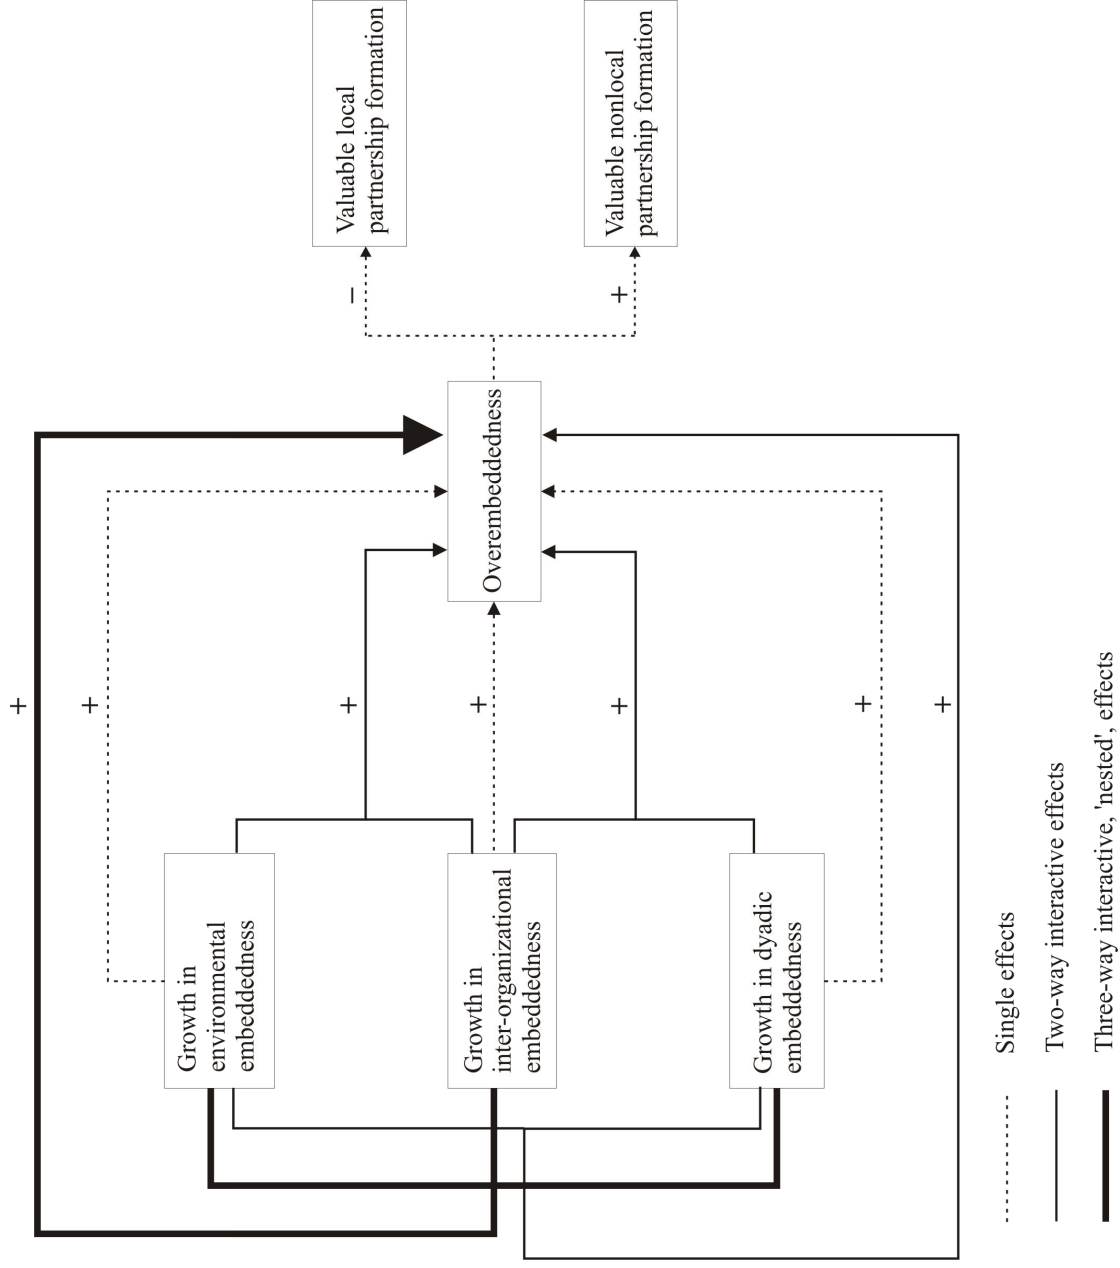 +
+
Growth in
environmental
embeddedness
+
Growth in
inter-organizational
embeddedness
+
Overembeddedness
−
Valuable local
partnership formation
+
Valuable nonlocal
partnership formation
+
Growth in dyadic
embeddedness
+
+
Single effects
Two-way interactive effects
Three-way interactive, 'nested', effects